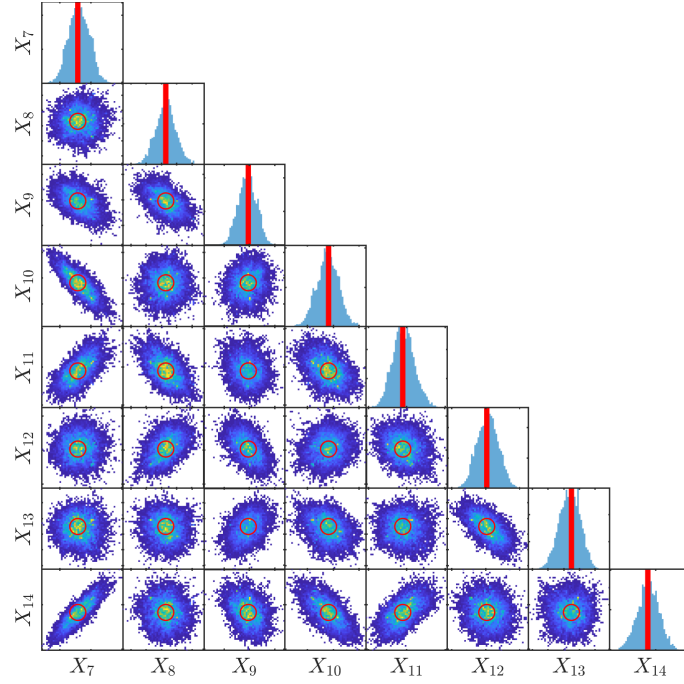 X₇
X₈
X₉
X₁₀
X₁₁
X₁₂
X₁₃
X₁₄
X₇ X₈ X₉ X₁₀ X₁₁ X₁₂ X₁₃ X₁₄